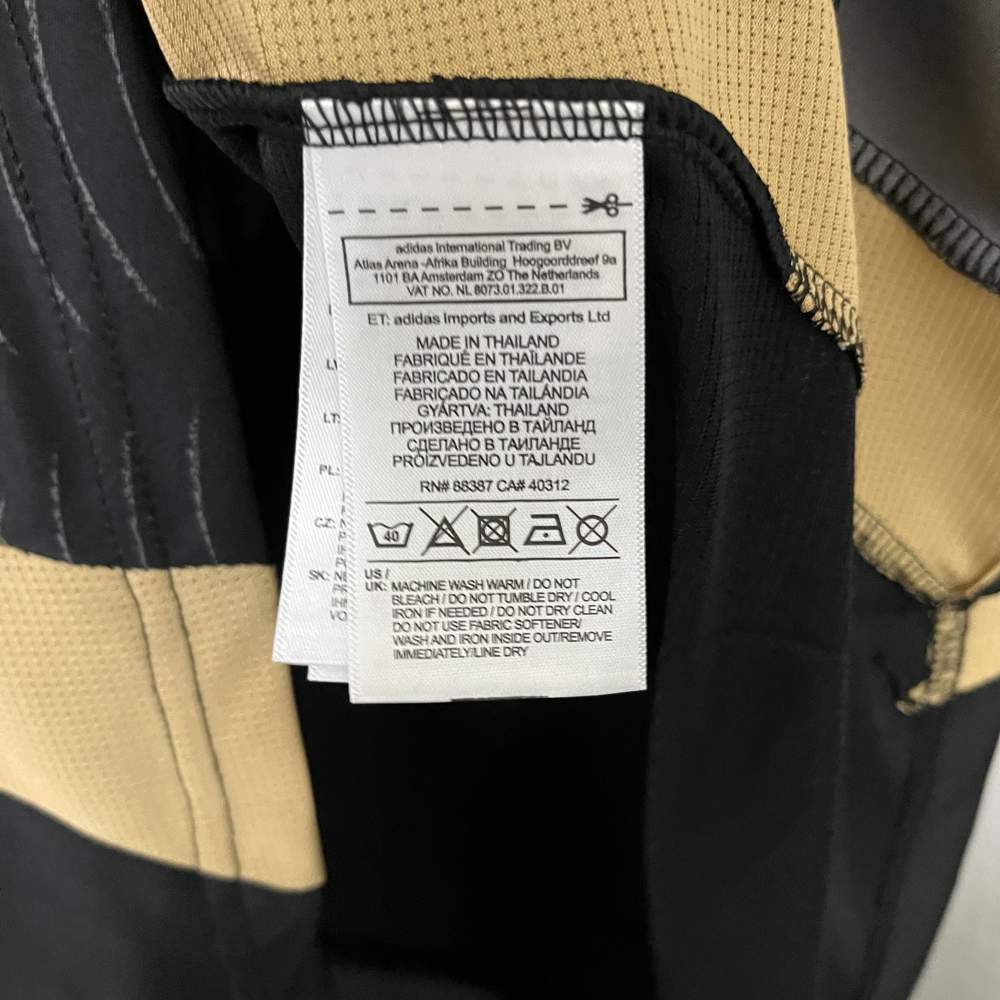 adidas International Trading BV
Atlas Arena -Afrika Building Hoogoorddreef 9a
1101 BA Amsterdam ZO The Netherlands
VAT NO. NL 8073.01.322.B.01
ET: adidas Imports and Exports Ltd
MADE IN THAILAND
FABRIQUÉ EN THAÏLANDE
FABRICADO EN TAILANDIA
FABRICADO NA TAILÁNDIA
GYÁRTVA: THAILAND
ПРОИЗВЕДЕНО В ТАЙЛАНД
СДЕЛАНО В ТАИЛАНДЕ
PROIZVEDENO U TAJLANDU
RN# 88387 CA# 40312
40
US /
UK: MACHINE WASH WARM / DO NOT
BLEACH / DO NOT TUMBLE DRY / COOL
IRON IF NEEDED / DO NOT DRY CLEAN
DO NOT USE FABRIC SOFTENER/
WASH AND IRON INSIDE OUT/REMOVE
IMMEDIATELY/LINE DRY
LT:
PL:
CZ:
SK: